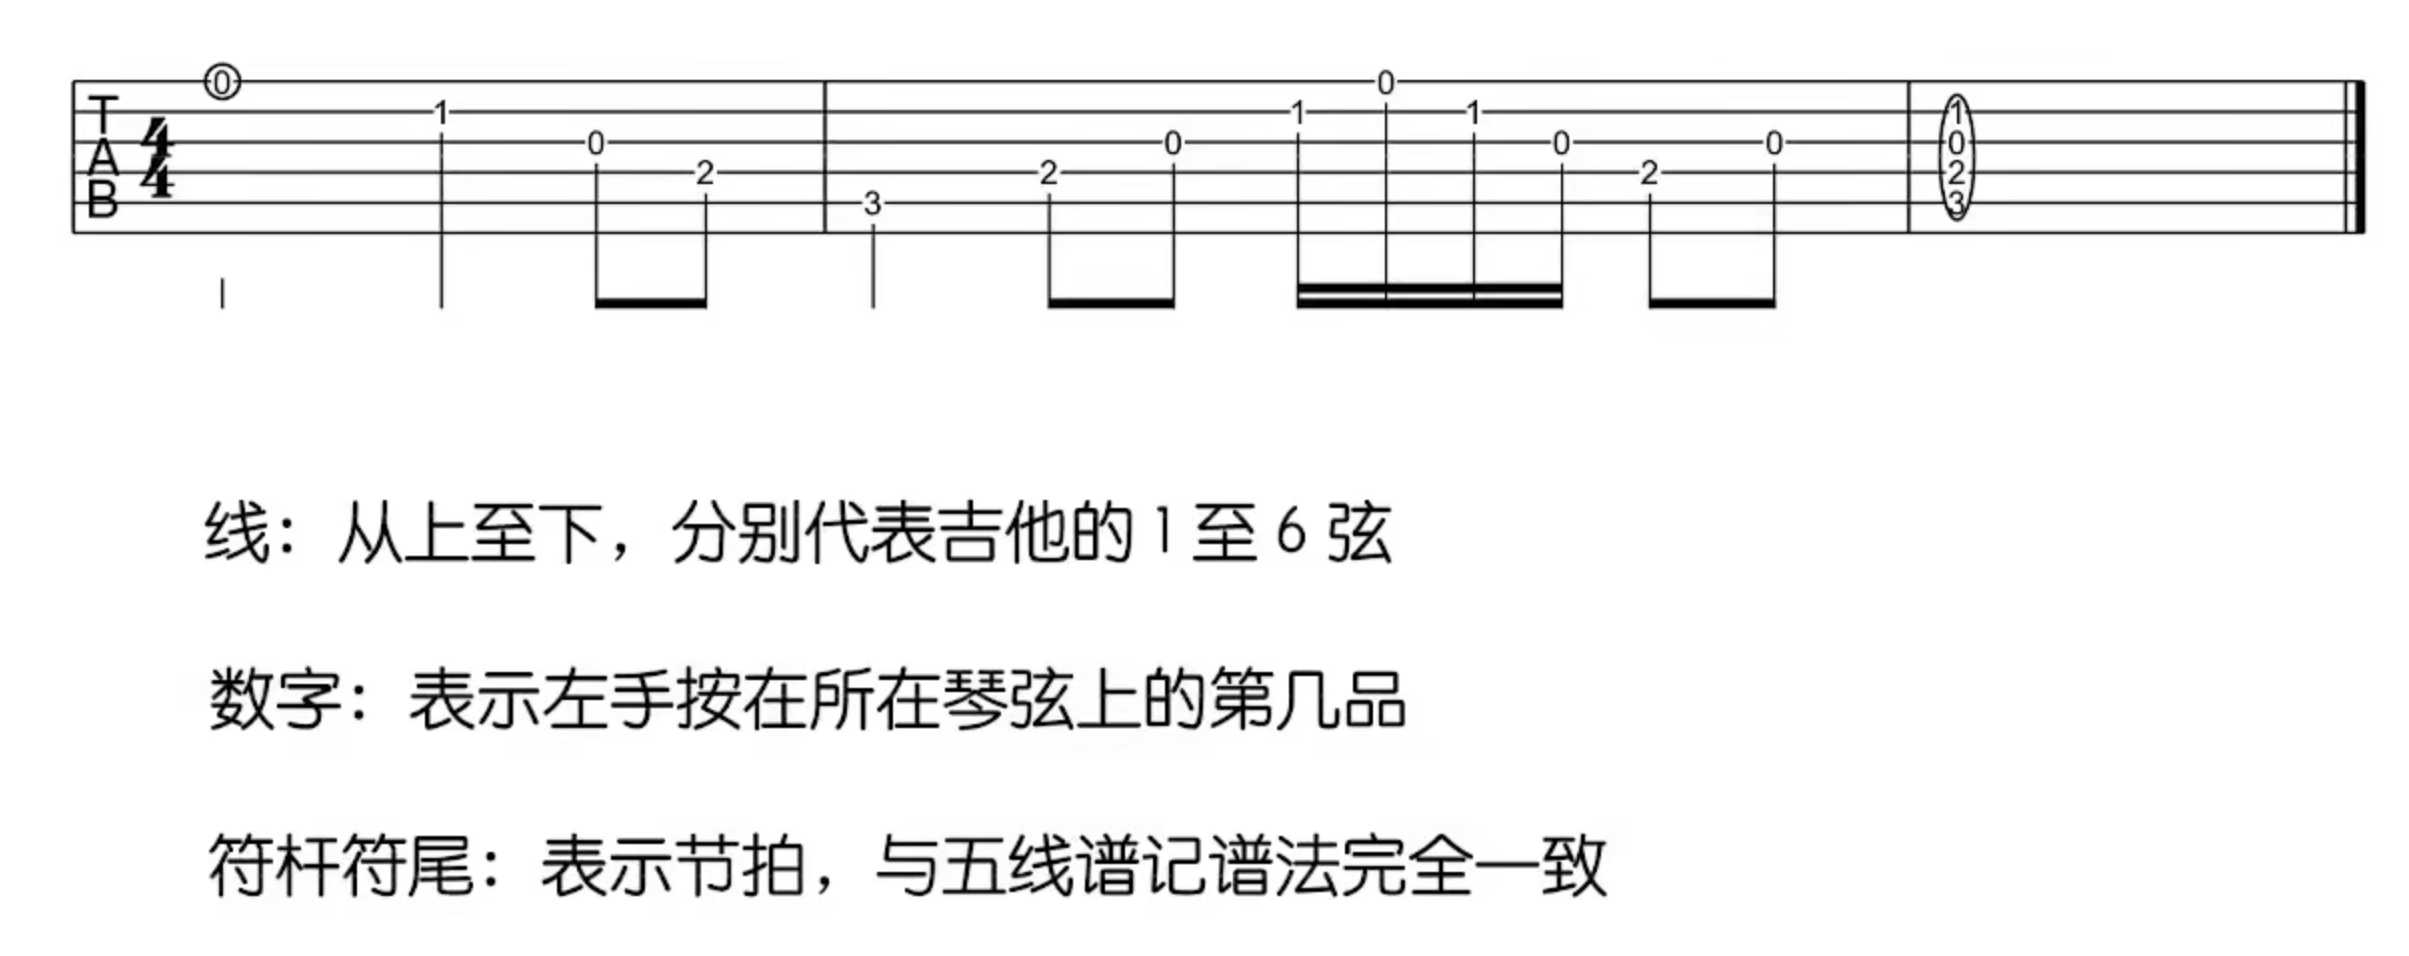 0 1 0 2 3 2 0 1 0 1 0 2 0 1
T 4 0
A 4 2
B 3
线：从上至下，分别代表吉他的1至6弦
数字：表示左手按在所在琴弦上的第几品
符杆符尾：表示节拍，与五线谱记谱法完全一致